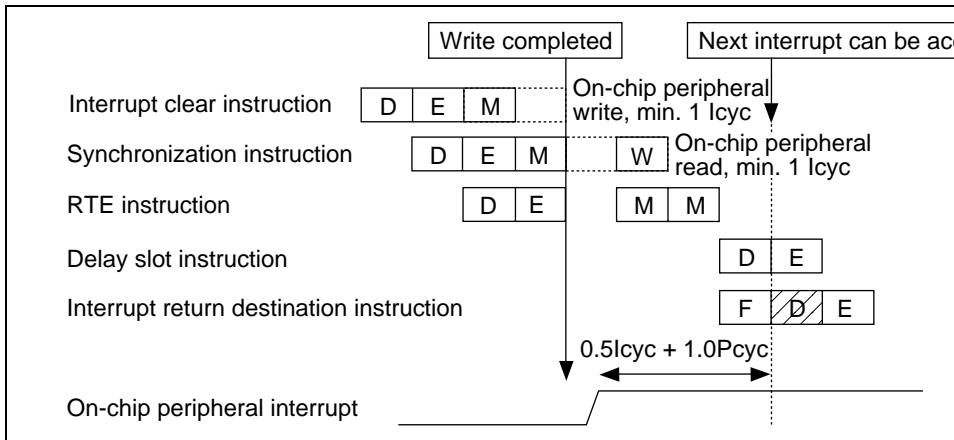 Write completed
Next interrupt can be
Interrupt clear instruction
D E M
On-chip peripheral
write, min. 1 Icyc
Synchronization instruction
D E M W
On-chip peripheral
read, min. 1 Icyc
RTE instruction
D E M M
Delay slot instruction
D E
Interrupt return destination instruction
F D E
0.5Icyc + 1.0Pcyc
On-chip peripheral interrupt